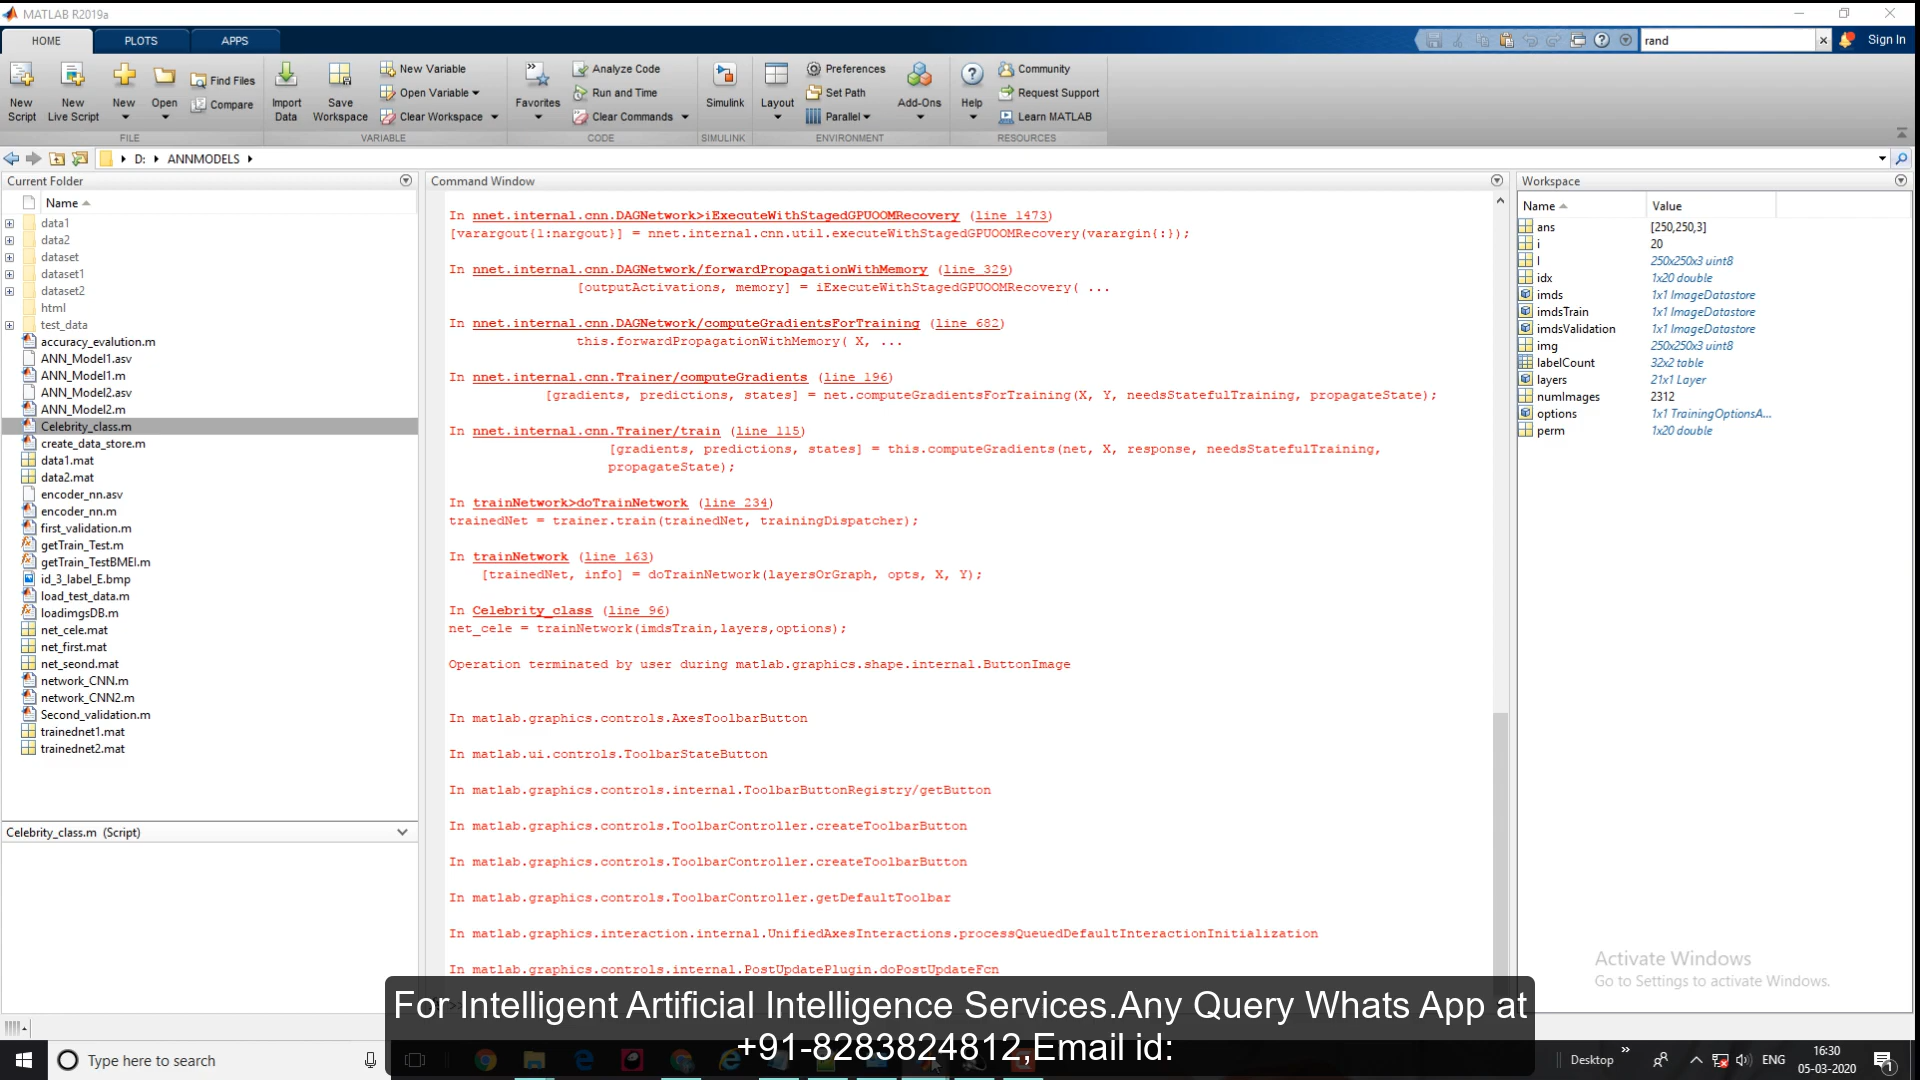 MATLAB R2019a
HOME PLOTS APPS
rand
Sign In
New Script
New Live Script
New
Open
Find Files
Compare
Import Data
Save Workspace
New Variable
Open Variable
Clear Workspace
Favorites
Analyze Code
Run and Time
Clear Commands
Simulink
Layout
Preferences
Set Path
Parallel
Add-Ons
Help
Community
Request Support
Learn MATLAB
FILE VARIABLE CODE SIMULINK ENVIRONMENT RESOURCES
D: ANNMODELS
Current Folder
Name
data1
data2
dataset
dataset1
dataset2
html
test_data
accuracy_evalution.m
ANN_Model1.asv
ANN_Model1.m
ANN_Model2.asv
ANN_Model2.m
Celebrity_class.m
create_data_store.m
data1.mat
data2.mat
encoder_nn.asv
encoder_nn.m
first_validation.m
getTrain_Test.m
getTrain_TestBMEI.m
id_3_label_E.bmp
load_test_data.m
loadimgsDB.m
net_cele.mat
net_first.mat
net_seond.mat
network_CNN.m
network_CNN2.m
Second_validation.m
trainednet1.mat
trainednet2.mat
Celebrity_class.m (Script)
Command Window
In nnet.internal.cnn.DAGNetwork>iExecuteWithStagedGPUOOMRecovery (line 1473)
[varargout{1:nargout}] = nnet.internal.cnn.util.executeWithStagedGPUOOMRecovery(varargin{:});
In nnet.internal.cnn.DAGNetwork/forwardPropagationWithMemory (line 329)
[outputActivations, memory] = iExecuteWithStagedGPUOOMRecovery( ...
In nnet.internal.cnn.DAGNetwork/computeGradientsForTraining (line 682)
this.forwardPropagationWithMemory( X, ...
In nnet.internal.cnn.Trainer/computeGradients (line 196)
[gradients, predictions, states] = net.computeGradientsForTraining(X, Y, needsStatefulTraining, propagateState);
In nnet.internal.cnn.Trainer/train (line 115)
[gradients, predictions, states] = this.computeGradients(net, X, response, needsStatefulTraining,
propagateState);
In trainNetwork>doTrainNetwork (line 234)
trainedNet = trainer.train(trainedNet, trainingDispatcher);
In trainNetwork (line 163)
[trainedNet, info] = doTrainNetwork(layersOrGraph, opts, X, Y);
In Celebrity_class (line 96)
net_cele = trainNetwork(imdsTrain,layers,options);
Operation terminated by user during matlab.graphics.shape.internal.ButtonImage
In matlab.graphics.controls.AxesToolbarButton
In matlab.ui.controls.ToolbarStateButton
In matlab.graphics.controls.internal.ToolbarButtonRegistry/getButton
In matlab.graphics.controls.ToolbarController.createToolbarButton
In matlab.graphics.controls.ToolbarController.createToolbarButton
In matlab.graphics.controls.ToolbarController.getDefaultToolbar
In matlab.graphics.interaction.internal.UnifiedAxesInteractions.processQueuedDefaultInteractionInitialization
In matlab.graphics.controls.internal.PostUpdatePlugin.doPostUpdateFcn
Workspace
Name Value
ans [250,250,3]
i 20
I 250x250x3 uint8
idx 1x20 double
imds 1x1 ImageDatastore
imdsTrain 1x1 ImageDatastore
imdsValidation 1x1 ImageDatastore
img 250x250x3 uint8
labelCount 32x2 table
layers 21x1 Layer
numImages 2312
options 1x1 TrainingOptionsA...
perm 1x20 double
Activate Windows
Go to Settings to activate Windows.
For Intelligent Artificial Intelligence Services.Any Query Whats App at
+91-8283824812,Email id:
Type here to search
Desktop
ENG
16:30
05-03-2020